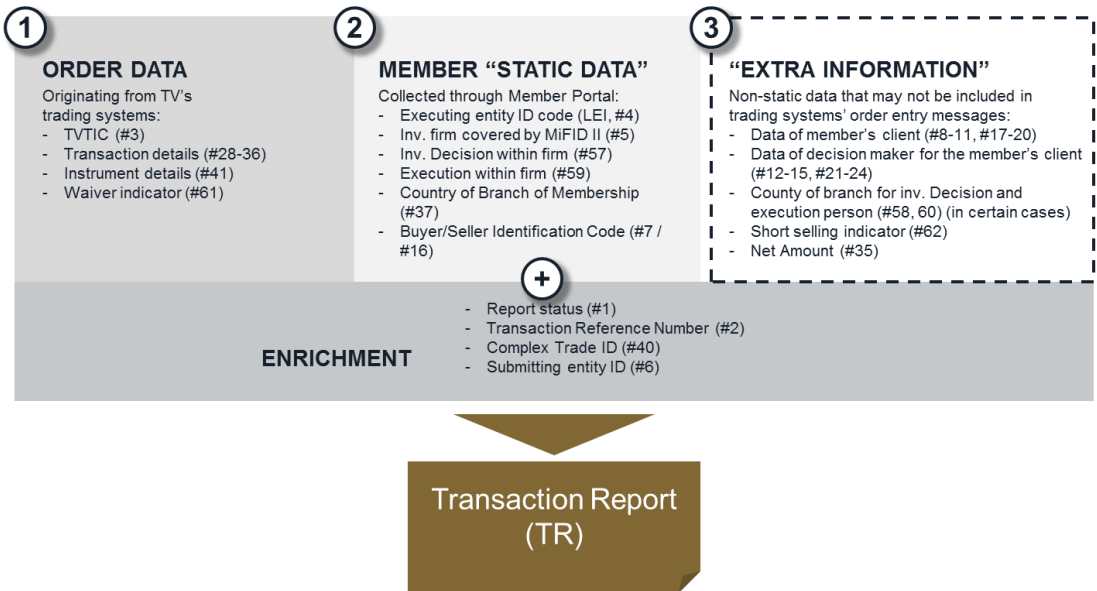 1
ORDER DATA
Originating from TV's
trading systems:
- TVTIC (#3)
- Transaction details (#28-36)
- Instrument details (#41)
- Waiver indicator (#61)
2
MEMBER “STATIC DATA”
Collected through Member Portal:
- Executing entity ID code (LEI, #4)
- Inv. firm covered by MiFID II (#5)
- Inv. Decision within firm (#57)
- Execution within firm (#59)
- Country of Branch of Membership
(#37)
- Buyer/Seller Identification Code (#7 /
#16)
3
“EXTRA INFORMATION”
Non-static data that may not be included in
trading systems' order entry messages:
- Data of member's client (#8-11, #17-20)
- Data of decision maker for the member's client
(#12-15, #21-24)
- County of branch for inv. Decision and
execution person (#58, 60) (in certain cases)
- Short selling indicator (#62)
- Net Amount (#35)
+
ENRICHMENT
- Report status (#1)
- Transaction Reference Number (#2)
- Complex Trade ID (#40)
- Submitting entity ID (#6)
Transaction Report
(TR)